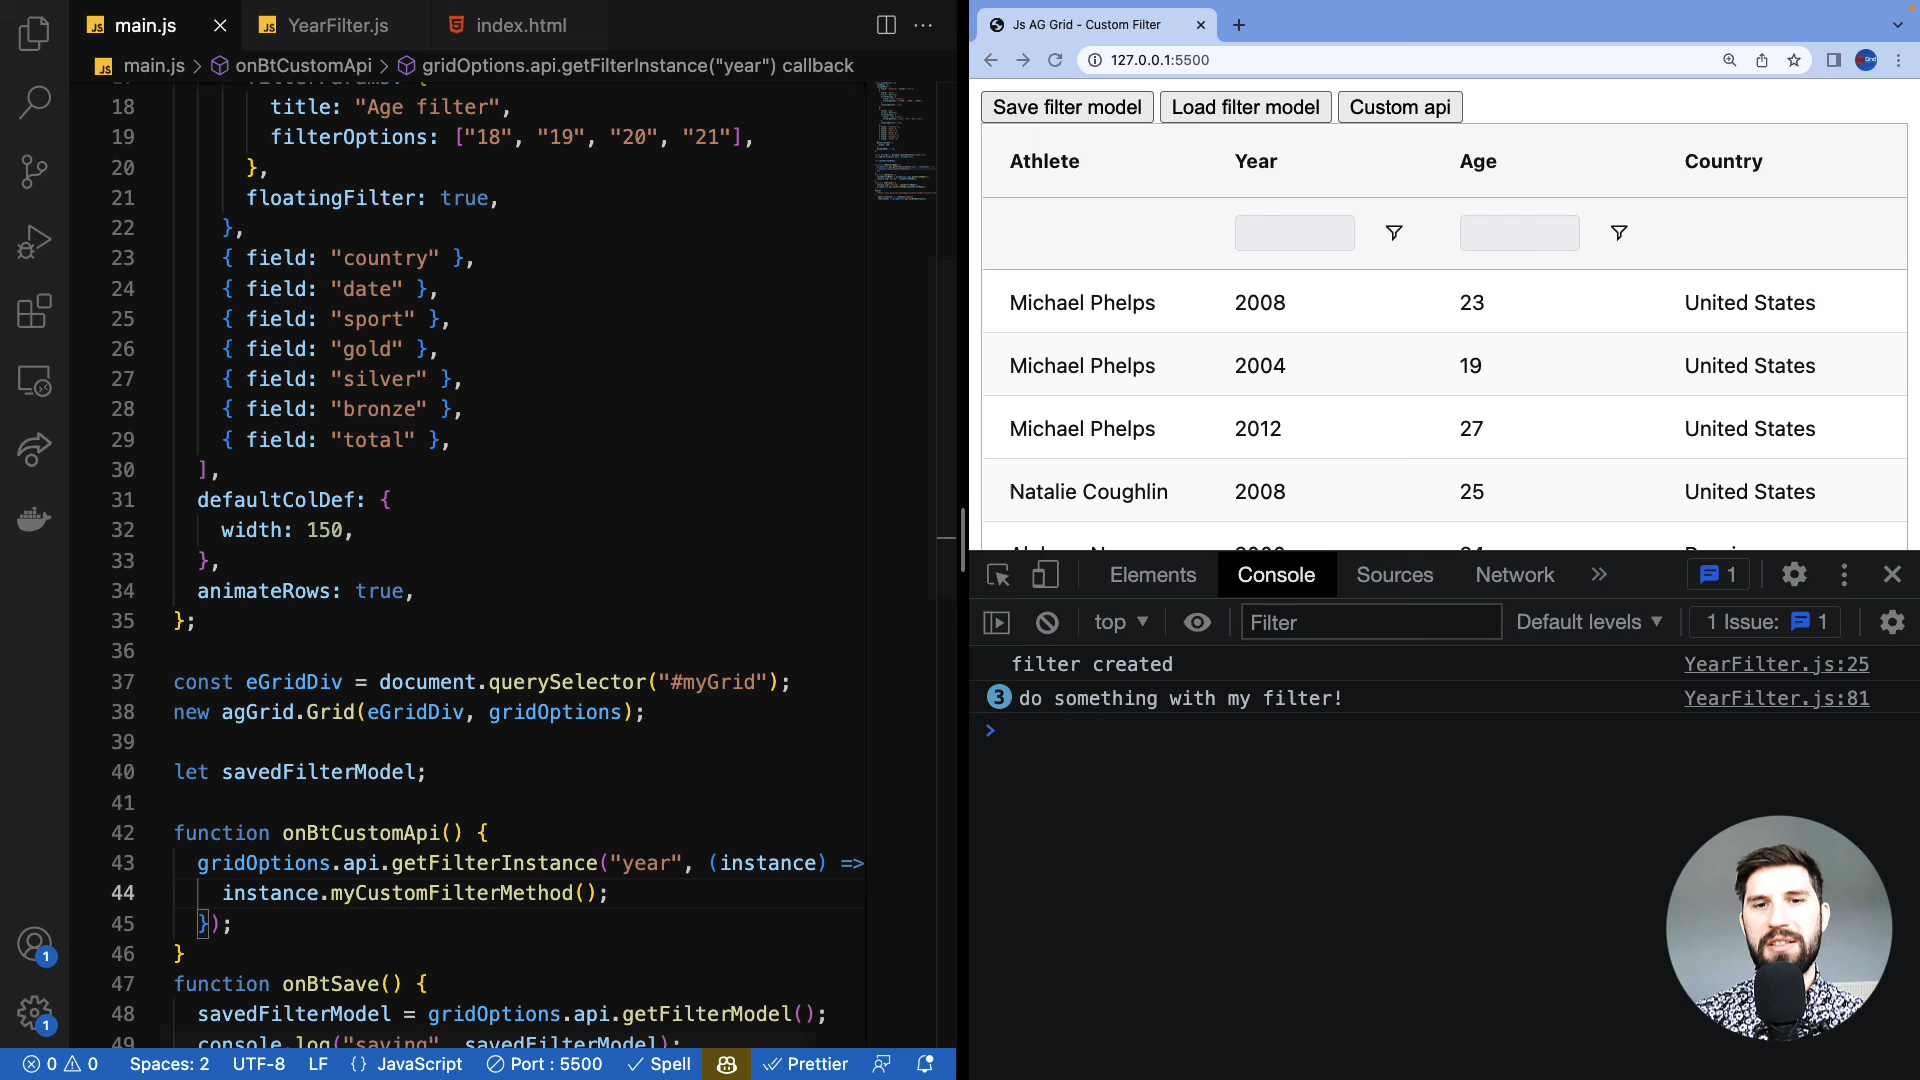 main.js
YearFilter.js
index.html
main.js > onBtCustomApi > gridOptions.api.getFilterInstance("year") callback
18 title: "Age filter",
19 filterOptions: ["18", "19", "20", "21"],
20 },
21 floatingFilter: true,
22 },
23 { field: "country" },
24 { field: "date" },
25 { field: "sport" },
26 { field: "gold" },
27 { field: "silver" },
28 { field: "bronze" },
29 { field: "total" },
30 ],
31 defaultColDef: {
32 width: 150,
33 },
34 animateRows: true,
35 };
36
37 const eGridDiv = document.querySelector("#myGrid");
38 new agGrid.Grid(eGridDiv, gridOptions);
39
40 let savedFilterModel;
41
42 function onBtCustomApi() {
43 gridOptions.api.getFilterInstance("year", (instance) =>
44 instance.myCustomFilterMethod();
45 });
46 }
47 function onBtSave() {
48 savedFilterModel = gridOptions.api.getFilterModel();
49 console.log("saving", savedFilterModel);
1
1
0 0 Spaces: 2 UTF-8 LF {} JavaScript Port : 5500 Spell Prettier
Js AG Grid - Custom Filter
127.0.0.1:5500
Save filter model Load filter model Custom api
Athlete Year Age Country
Michael Phelps 2008 23 United States
Michael Phelps 2004 19 United States
Michael Phelps 2012 27 United States
Natalie Coughlin 2008 25 United States
Elements Console Sources Network » 1
top Filter Default levels 1 Issue: 1
filter created YearFilter.js:25
3 do something with my filter! YearFilter.js:81
>